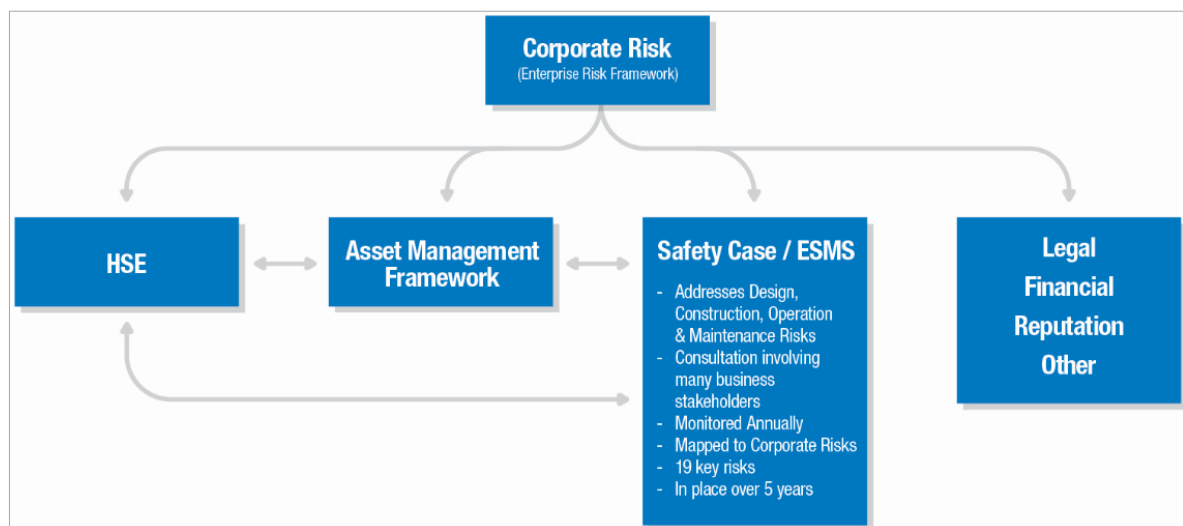 Corporate Risk
(Enterprise Risk Framework)
HSE
Asset Management
Framework
Safety Case / ESMS
- Addresses Design,
Construction, Operation
& Maintenance Risks
- Consultation involving
many business
stakeholders
- Monitored Annually
- Mapped to Corporate Risks
- 19 key risks
- In place over 5 years
Legal
Financial
Reputation
Other